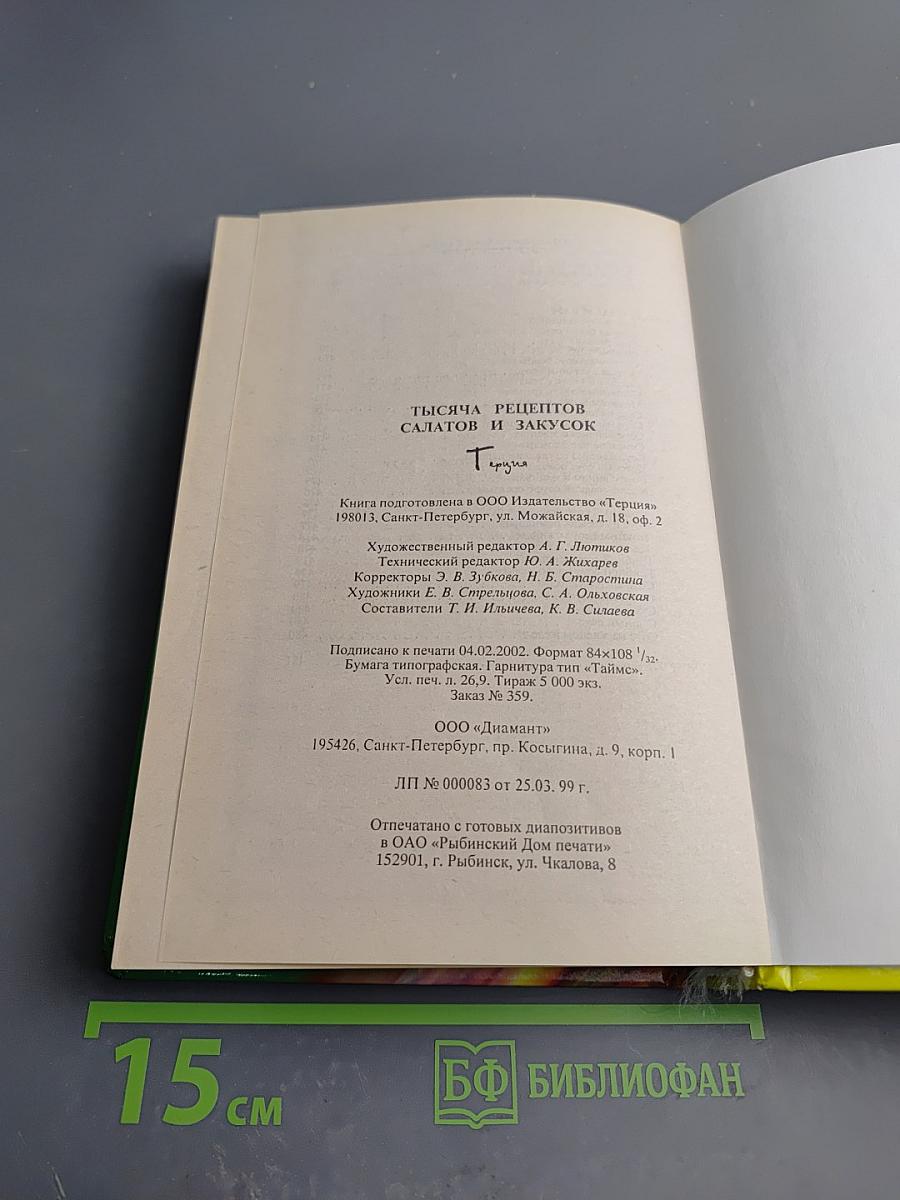 ТЫСЯЧА РЕЦЕПТОВ
САЛАТОВ И ЗАКУСОК
Терция
Книга подготовлена в ООО Издательство «Терция»
198013, Санкт-Петербург, ул. Можайская, д. 18, оф. 2
Художественный редактор А. Г. Лютиков
Технический редактор Ю. А. Жихарев
Корректоры Э. В. Зубкова, Н. Б. Старостина
Художники Е. В. Стрельцова, С. А. Ольховская
Составители Т. И. Ильичева, К. В. Силаева
Подписано к печати 04.02.2002. Формат 84×108 1/32.
Бумага типографская. Гарнитура тип «Таймс».
Усл. печ. л. 26,9. Тираж 5 000 экз.
Заказ № 359.
ООО «Диамант»
195426, Санкт-Петербург, пр. Косыгина, д. 9, корп. 1
ЛП № 000083 от 25.03. 99 г.
Отпечатано с готовых диапозитивов
в ОАО «Рыбинский Дом печати»
152901, г. Рыбинск, ул. Чкалова, 8
15 см
БФ БИБЛИОФАН